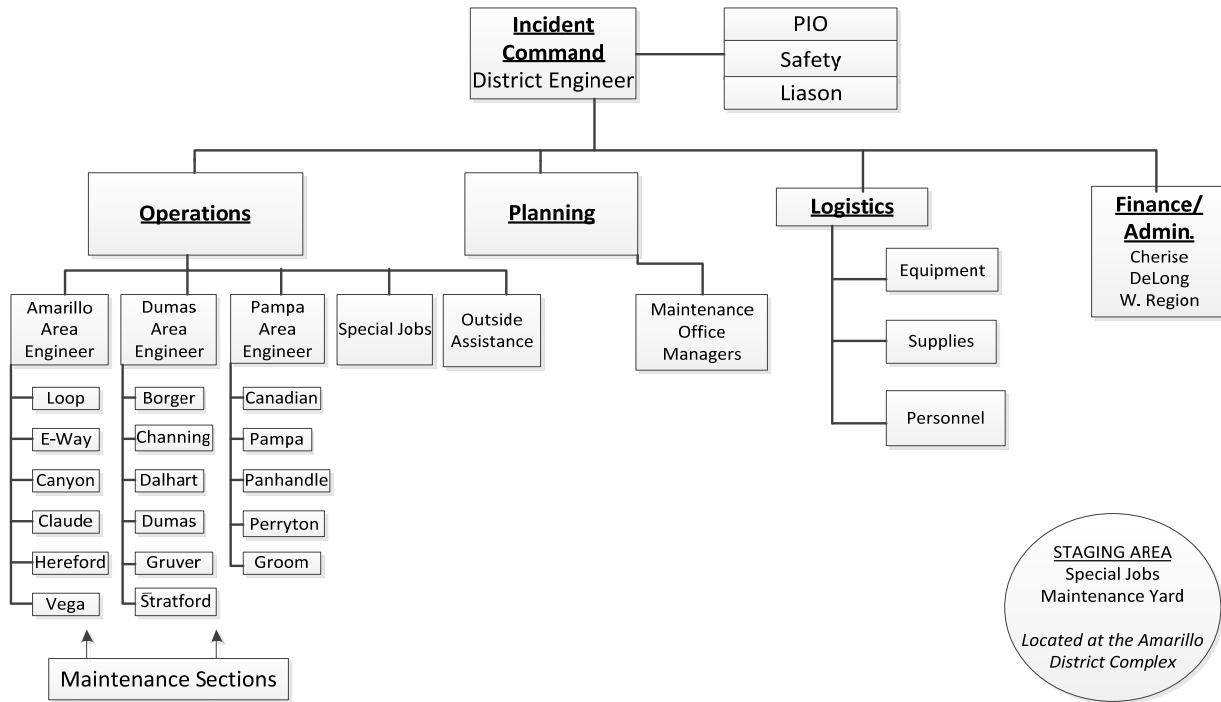 Incident
Command
District Engineer
PIO
Safety
Liason
Operations
Planning
Logistics
Finance/
Admin.
Cherise
DeLong
W. Region
Amarillo
Area
Engineer
Dumas
Area
Engineer
Pampa
Area
Engineer
Special Jobs
Outside
Assistance
Maintenance
Office
Managers
Equipment
Supplies
Personnel
Loop
E-Way
Canyon
Claude
Hereford
Vega
Borger
Channing
Dalhart
Dumas
Gruver
Stratford
Canadian
Pampa
Panhandle
Perryton
Groom
Maintenance Sections
STAGING AREA
Special Jobs
Maintenance Yard
Located at the Amarillo
District Complex